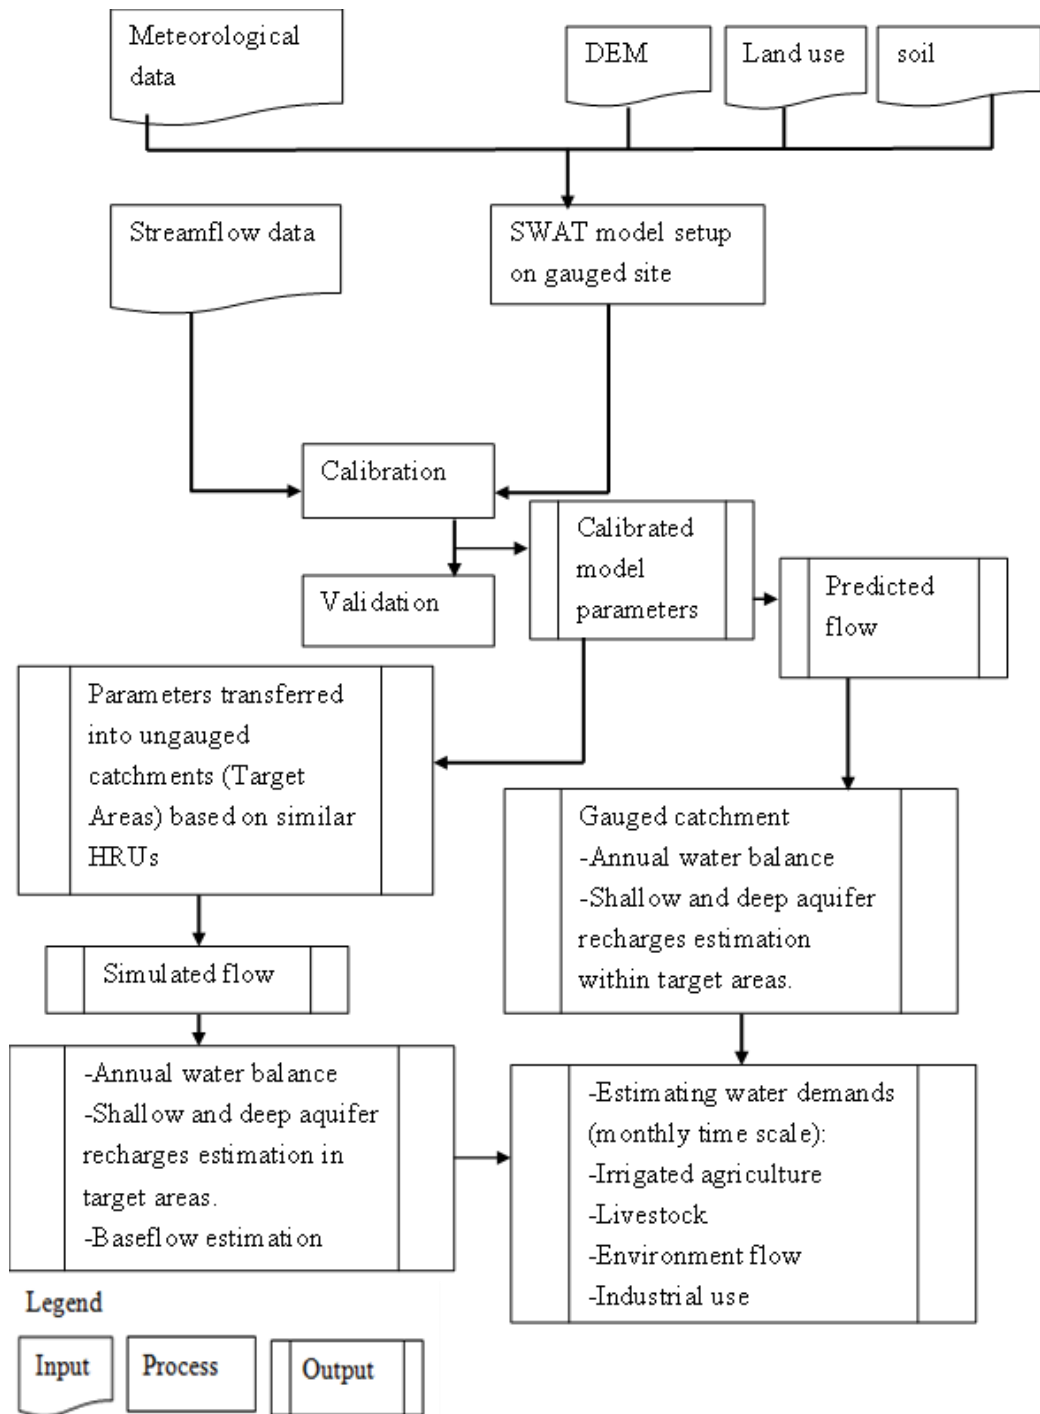 Meteorological
data
DEM
Land use
soil
Streamflow data
SWAT model setup
on gauged site
Calibration
Calibrated
model
parameters
Validation
Predicted
flow
Parameters transferred
into ungauged
catchments (Target
Areas) based on similar
HRUs
Gauged catchment
-Annual water balance
-Shallow and deep aquifer
recharges estimation
within target areas.
Simulated flow
-Annual water balance
-Shallow and deep aquifer
recharges estimation in
target areas.
-Baseflow estimation
-Estimating water demands
(monthly time scale):
-Irrigated agriculture
-Livestock
-Environment flow
-Industrial use
Legend
Input
Process
Output